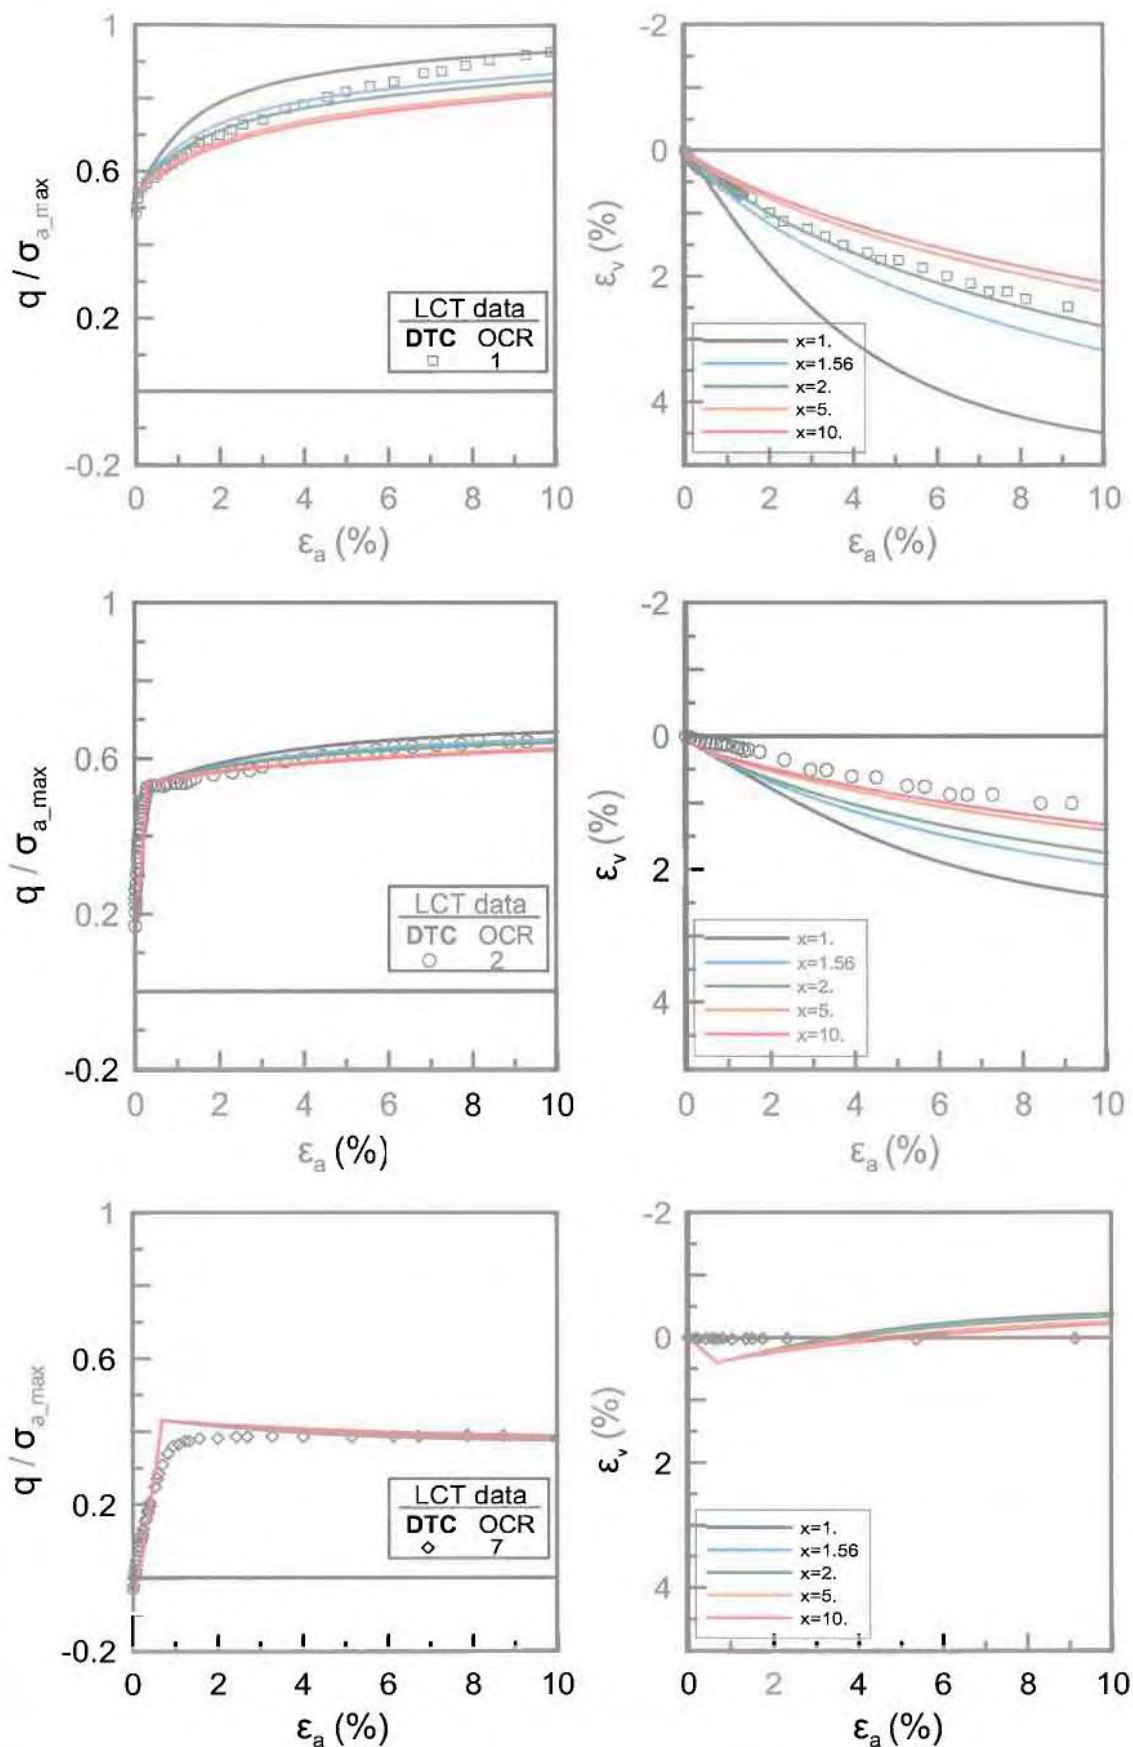 1
0.6
0.2
-0.2
q / σa_max
LCT data
DTC OCR
1
0 2 4 6 8 10
εa (%)
-2
0
2
4
εv (%)
x=1.
x=1.56
x=2.
x=5.
x=10.
0 2 4 6 8 10
εa (%)
1
0.6
0.2
-0.2
q / σa_max
LCT data
DTC OCR
2
0 2 4 6 8 10
εa (%)
-2
0
2
4
εv (%)
x=1.
x=1.56
x=2.
x=5.
x=10.
0 2 4 6 8 10
εa (%)
1
0.6
0.2
-0.2
q / σa_max
LCT data
DTC OCR
7
0 2 4 6 8 10
εa (%)
-2
0
2
4
εv (%)
x=1.
x=1.56
x=2.
x=5.
x=10.
0 2 4 6 8 10
εa (%)